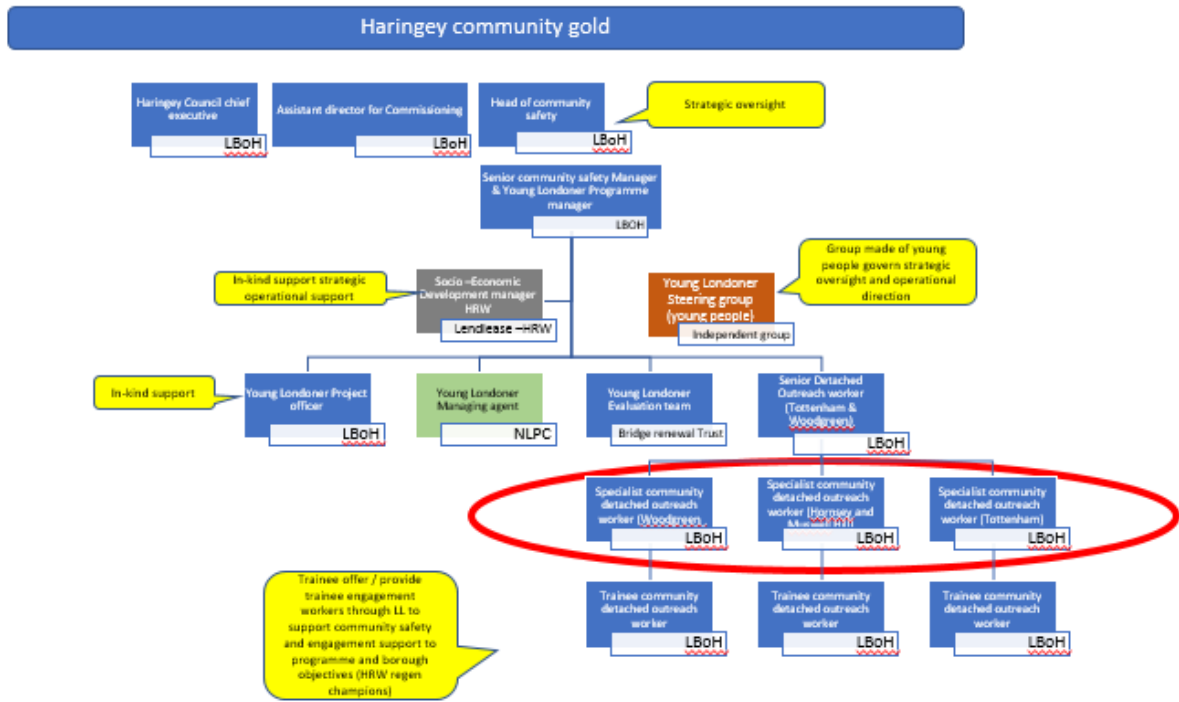 Haringey community gold
Haringey Council chief
executive
LBoH
Assistant director for Commissioning
LBoH
Head of community
safety
LBoH
Strategic oversight
Senior community safety Manager
& Young Londoner Programme
manager
LBOH
In-kind support strategic
operational support
Socio –Economic
Development manager
HRW
Lendlease –HRW
Young Londoner
Steering group
(young people)
Independent group
Group made of young
people govern strategic
oversight and operational
direction
In-kind support
Young Londoner Project
officer
LBoH
Young Londoner
Managing agent
NLPC
Young Londoner
Evaluation team
Bridge renewal Trust
Senior Detached
Outreach worker
(Tottenham &
Woodgreen)
LBoH
Specialist community
detached outreach
worker (Woodgreen
LBoH
Specialist community
detached outreach
worker (Hornsey and
Muswell Hill)
LBoH
Specialist community
detached outreach
worker (Tottenham)
LBoH
Trainee offer / provide
trainee engagement
workers through LL to
support community safety
and engagement support to
programme and borough
objectives (HRW regen
champions)
Trainee community
detached outreach
worker
LBoH
Trainee community
detached outreach
worker
LBoH
Trainee community
detached outreach
worker
LBoH